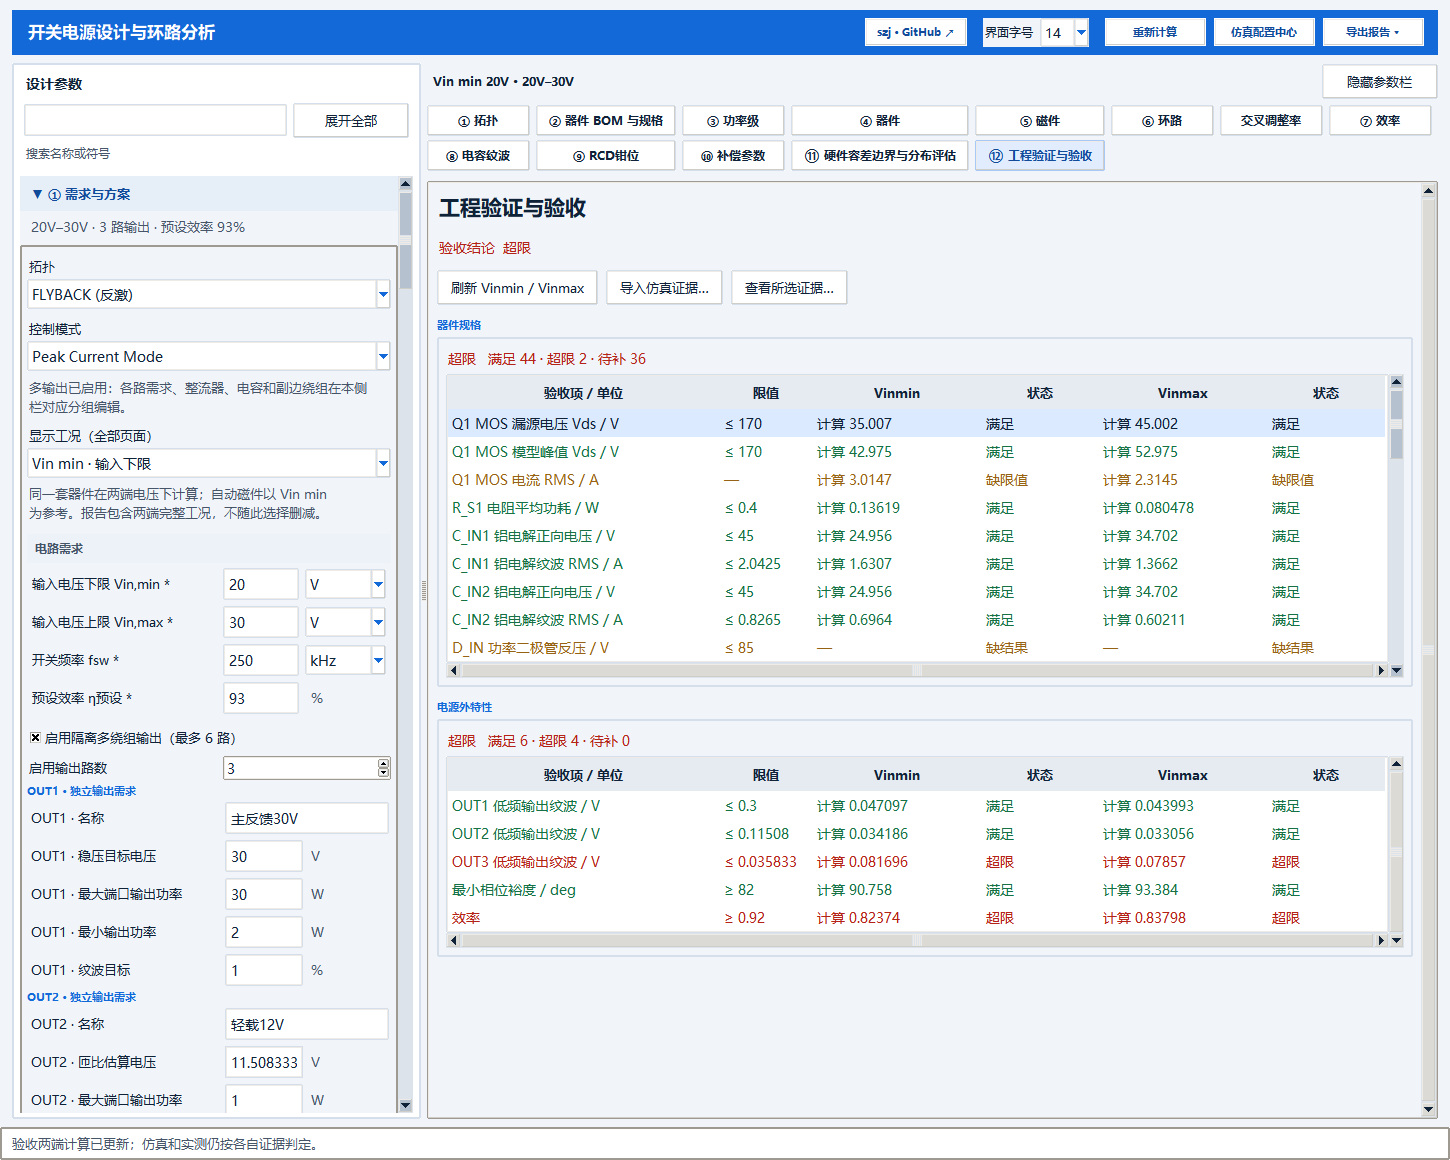 开关电源设计与环路分析
szj • GitHub ↗
界面字号 14
重新计算
仿真配置中心
导出报告 ▾
设计参数
展开全部
搜索名称或符号
▼ ① 需求与方案
20V–30V · 3 路输出 · 预设效率 93%
拓扑
FLYBACK (反激)
控制模式
Peak Current Mode
多输出已启用：各路需求、整流器、电容和副边绕组在本侧
栏对应分组编辑。
显示工况（全部页面）
Vin min · 输入下限
同一套器件在两端电压下计算；自动磁件以 Vin min
为参考。报告包含两端完整工况，不随此选择删减。
电路需求
输入电压下限 Vin,min * 20 V
输入电压上限 Vin,max * 30 V
开关频率 fsw * 250 kHz
预设效率 η预设 * 93 %
启用隔离多绕组输出（最多 6 路）
启用输出路数 3
OUT1 • 独立输出需求
OUT1 · 名称 主反馈30V
OUT1 · 稳压目标电压 30 V
OUT1 · 最大端口输出功率 30 W
OUT1 · 最小输出功率 2 W
OUT1 · 纹波目标 1 %
OUT2 • 独立输出需求
OUT2 · 名称 轻载12V
OUT2 · 匝比估算电压 11.508333 V
OUT2 · 最大端口输出功率 1 W
Vin min 20V • 20V–30V
隐藏参数栏
① 拓扑
② 器件 BOM 与规格
③ 功率级
④ 器件
⑤ 磁件
⑥ 环路
交叉调整率
⑦ 效率
⑧ 电容纹波
⑨ RCD钳位
⑩ 补偿参数
⑪ 硬件容差边界与分布评估
⑫ 工程验证与验收
工程验证与验收
验收结论 超限
刷新 Vinmin / Vinmax
导入仿真证据...
查看所选证据...
器件规格
超限 满足 44 · 超限 2 · 待补 36
验收项 / 单位 限值 Vinmin 状态 Vinmax 状态
Q1 MOS 漏源电压 Vds / V ≤ 170 计算 35.007 满足 计算 45.002 满足
Q1 MOS 模型峰值 Vds / V ≤ 170 计算 42.975 满足 计算 52.975 满足
Q1 MOS 电流 RMS / A — 计算 3.0147 缺限值 计算 2.3145 缺限值
R_S1 电阻平均功耗 / W ≤ 0.4 计算 0.13619 满足 计算 0.080478 满足
C_IN1 铝电解正向电压 / V ≤ 45 计算 24.956 满足 计算 34.702 满足
C_IN1 铝电解纹波 RMS / A ≤ 2.0425 计算 1.6307 满足 计算 1.3662 满足
C_IN2 铝电解正向电压 / V ≤ 45 计算 24.956 满足 计算 34.702 满足
C_IN2 铝电解纹波 RMS / A ≤ 0.8265 计算 0.6964 满足 计算 0.60211 满足
D_IN 功率二极管反压 / V ≤ 85 — 缺结果 — 缺结果
电源外特性
超限 满足 6 · 超限 4 · 待补 0
验收项 / 单位 限值 Vinmin 状态 Vinmax 状态
OUT1 低频输出纹波 / V ≤ 0.3 计算 0.047097 满足 计算 0.043993 满足
OUT2 低频输出纹波 / V ≤ 0.11508 计算 0.034186 满足 计算 0.033056 满足
OUT3 低频输出纹波 / V ≤ 0.035833 计算 0.081696 超限 计算 0.07857 超限
最小相位裕度 / deg ≥ 82 计算 90.758 满足 计算 93.384 满足
效率 ≥ 0.92 计算 0.82374 超限 计算 0.83798 超限
验收两端计算已更新；仿真和实测仍按各自证据判定。